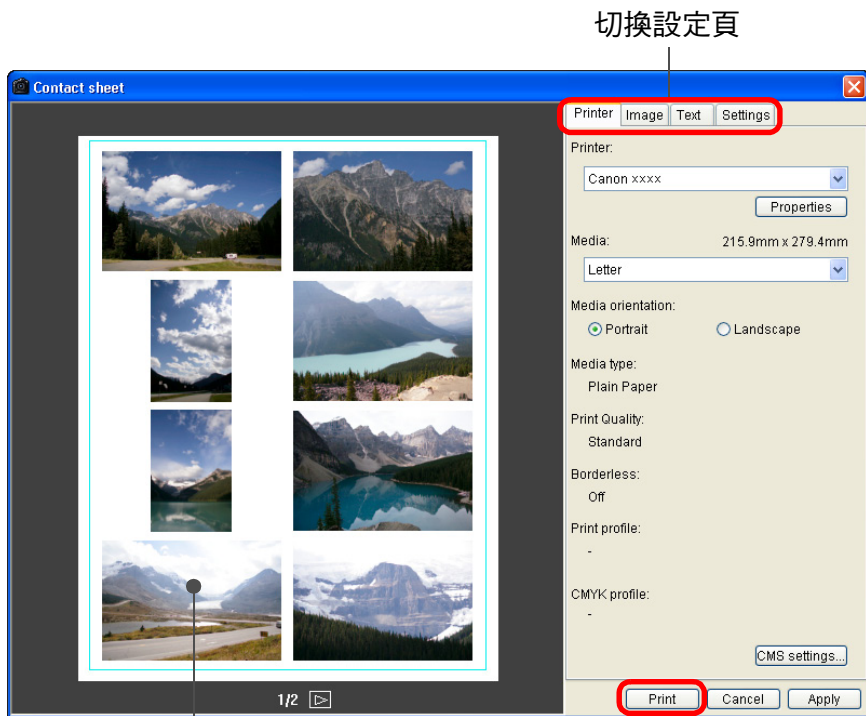 切換設定頁
Contact sheet
Printer Image Text Settings
Printer:
Canon xxxx
Properties
Media: 215.9mm x 279.4mm
Letter
Media orientation:
Portrait Landscape
Media type:
Plain Paper
Print Quality:
Standard
Borderless:
Off
Print profile:
-
CMYK profile:
-
CMS settings...
1/2
Print Cancel Apply